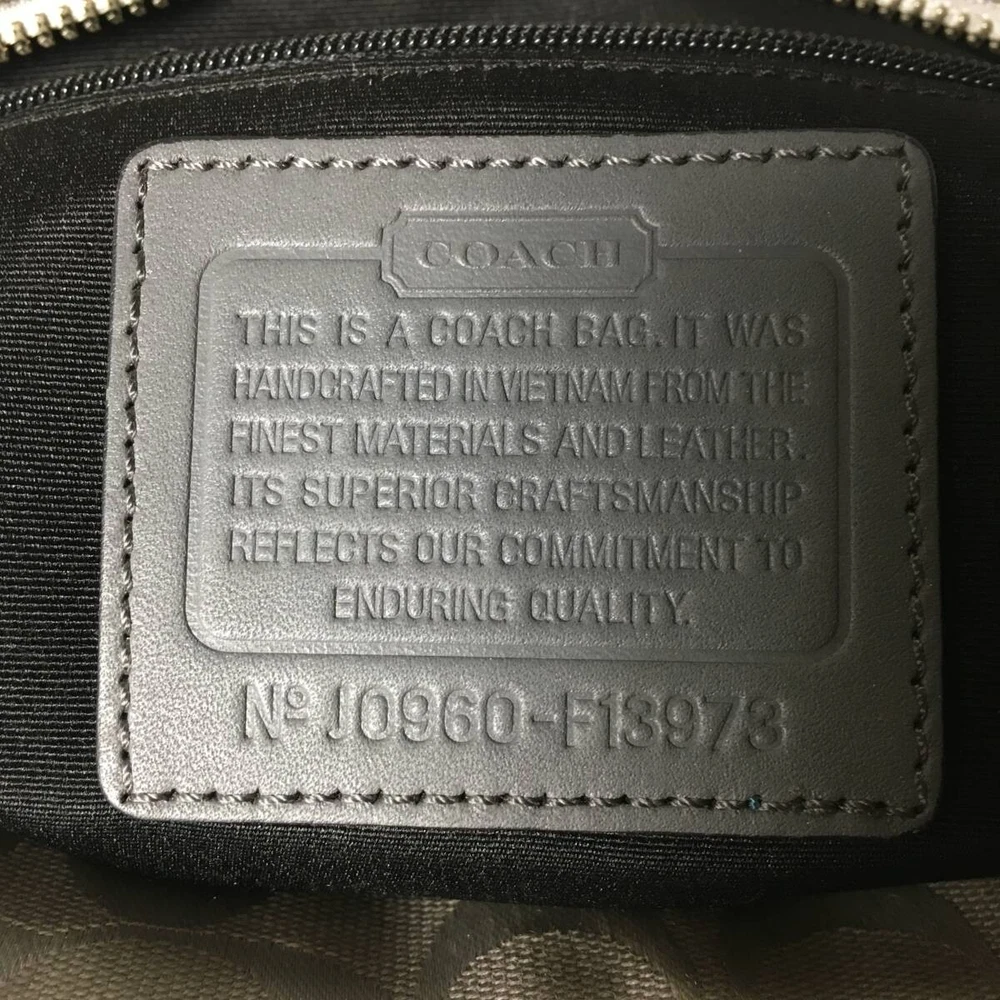 COACH
THIS IS A COACH BAG. IT WAS
HANDCRAFTED IN VIETNAM FROM THE
FINEST MATERIALS AND LEATHER.
ITS SUPERIOR CRAFTSMANSHIP
REFLECTS OUR COMMITMENT TO
ENDURING QUALITY.
Nº J0960-F13973